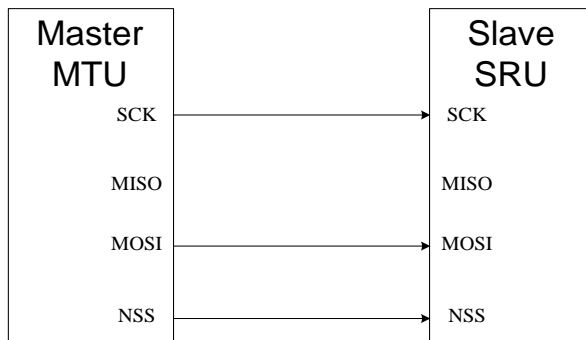 Master
MTU
SCK
MISO
MOSI
NSS
Slave
SRU
SCK
MISO
MOSI
NSS